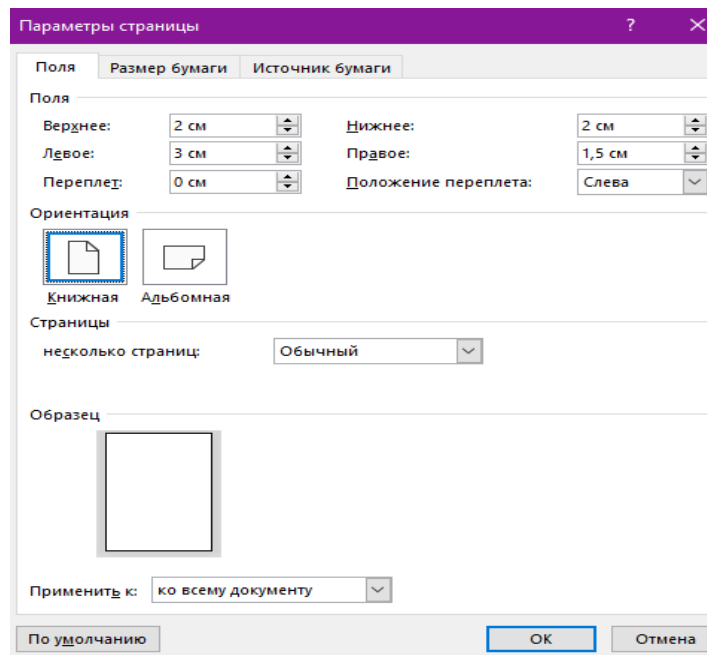 Параметры страницы ?
Поля Размер бумаги Источник бумаги
Поля
Верхнее: 2 см Нижнее: 2 см
Левое: 3 см Правое: 1,5 см
Переплет: 0 см Положение переплета: Слева
Ориентация
Книжная Альбомная
Страницы
несколько страниц: Обычный
Образец
Применить к: ко всему документу
По умолчанию ОК Отмена